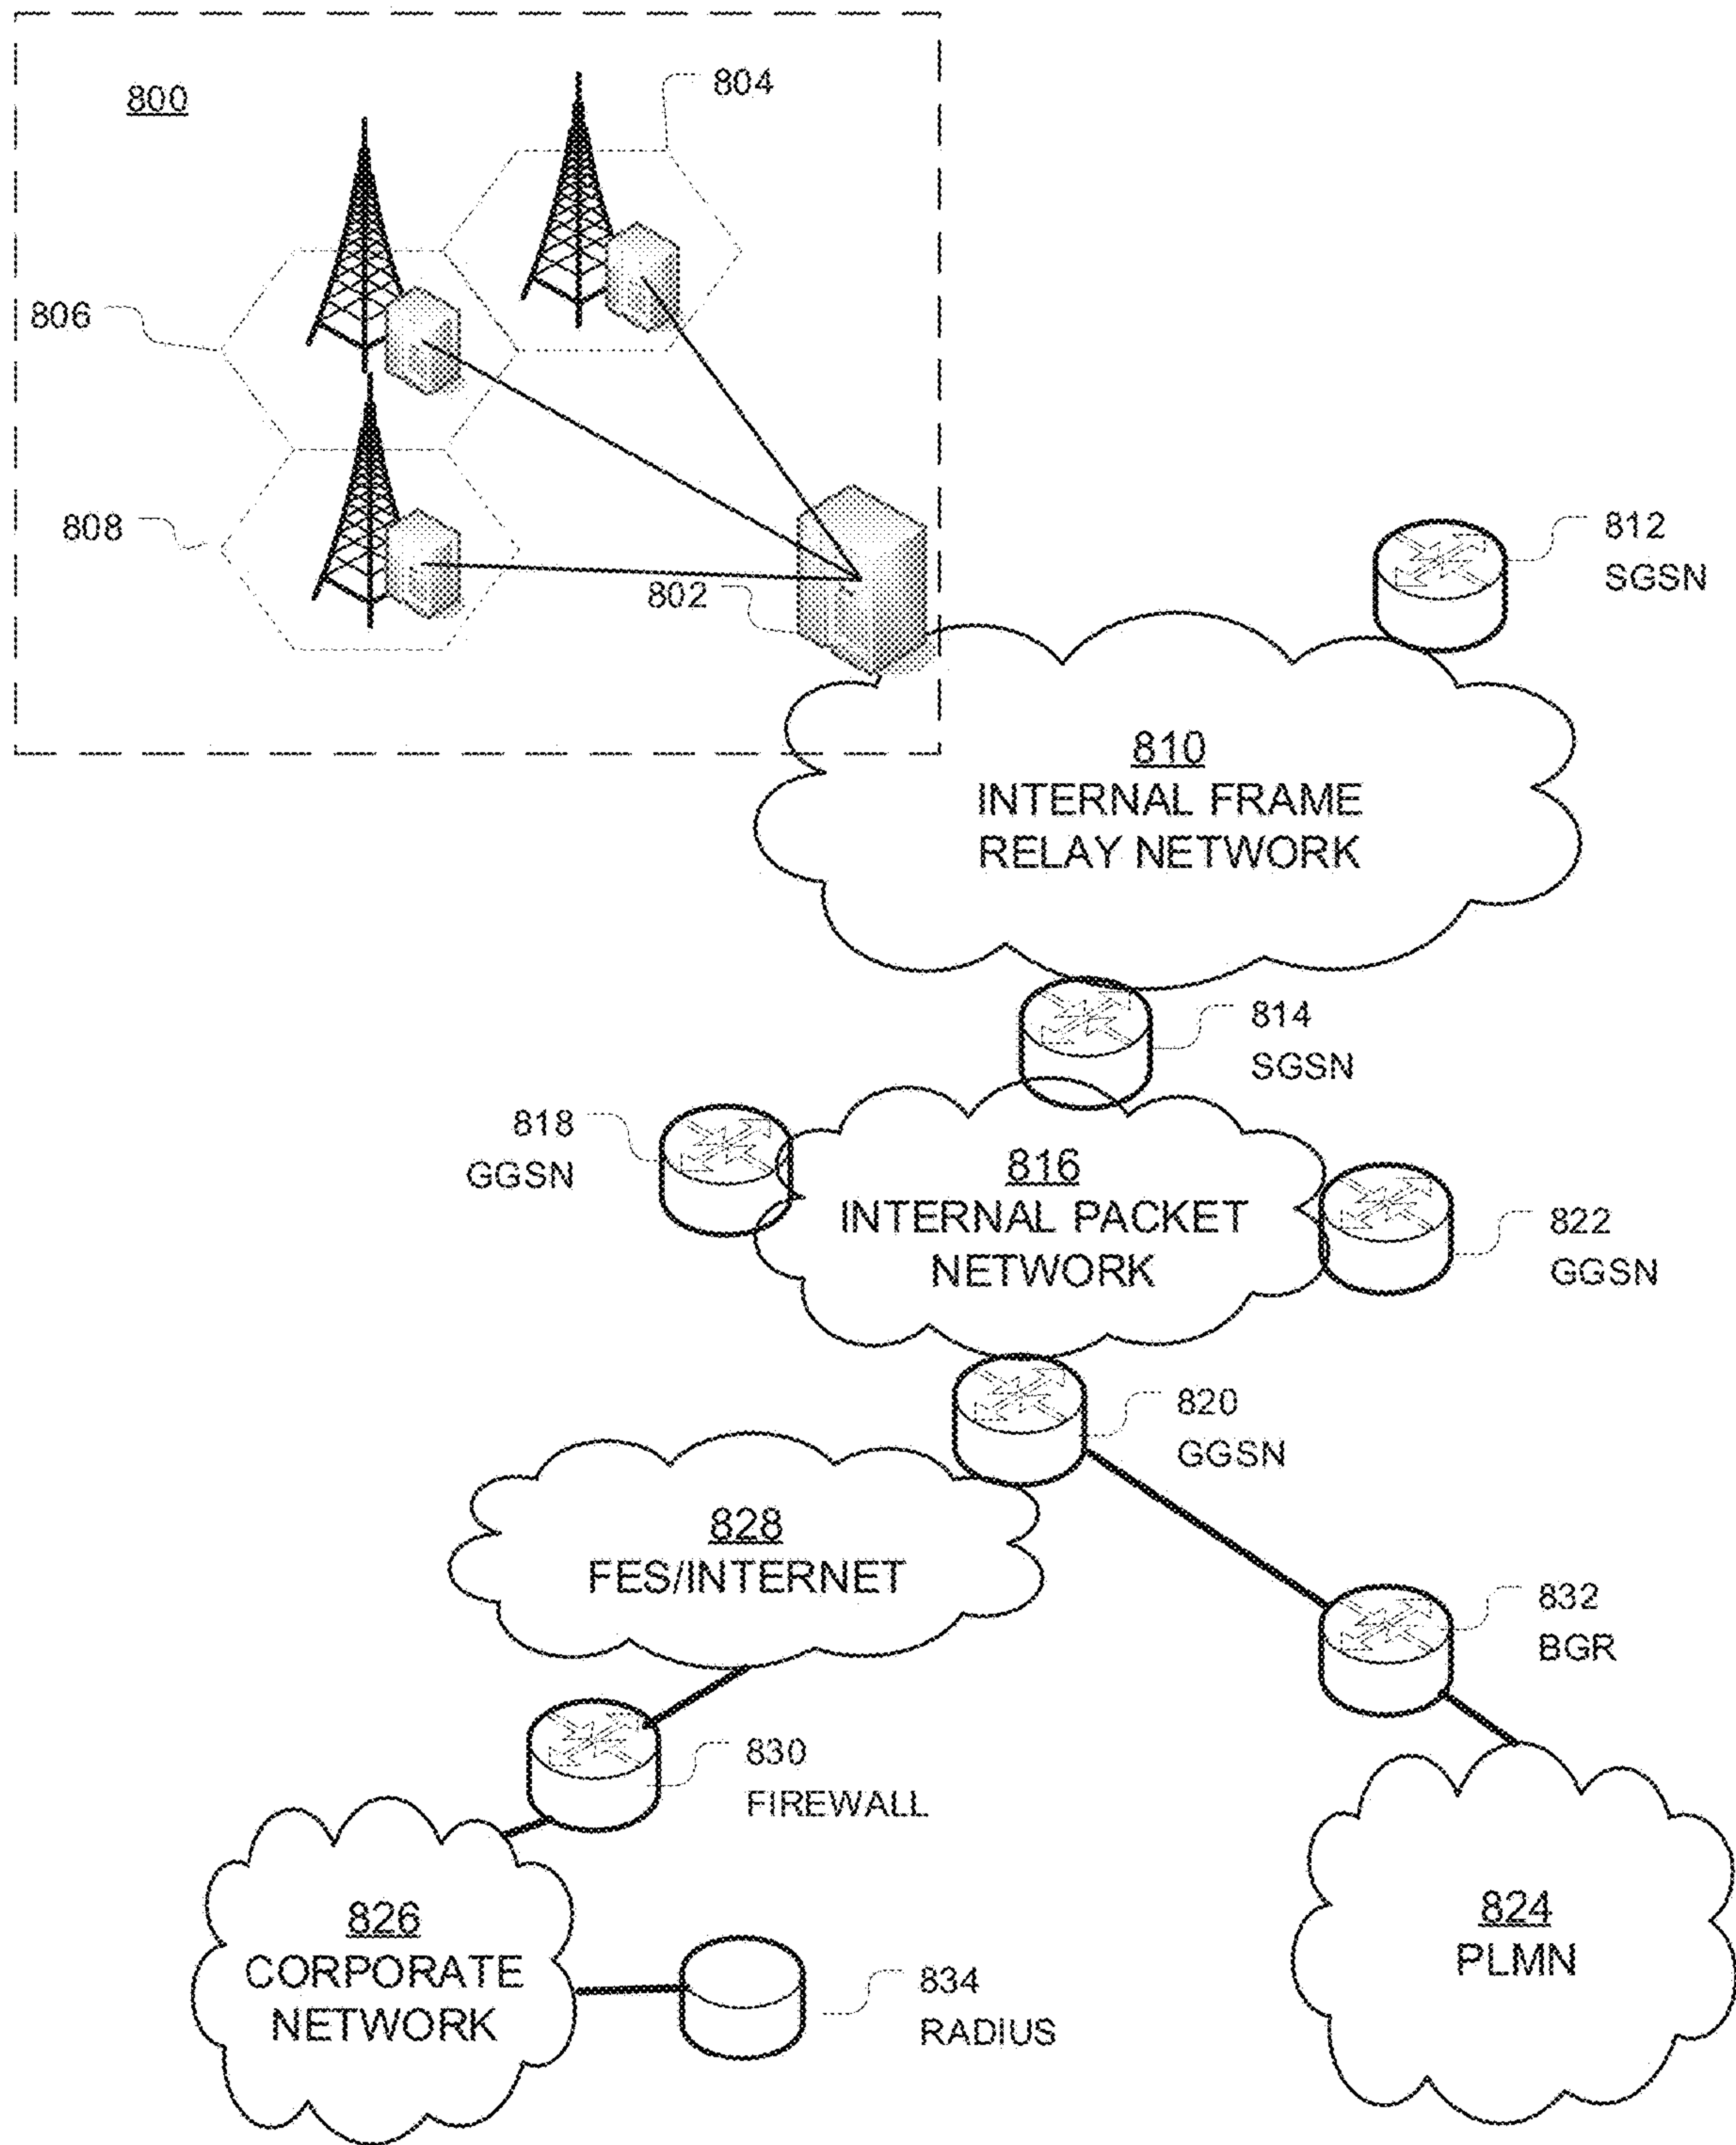 800
804
806
808
802
812
SGSN
810
INTERNAL FRAME
RELAY NETWORK
814
SGSN
818
GGSN
816
INTERNAL PACKET
NETWORK
822
GGSN
820
GGSN
828
FES/INTERNET
832
BGR
830
FIREWALL
826
CORPORATE
NETWORK
824
PLMN
834
RADIUS